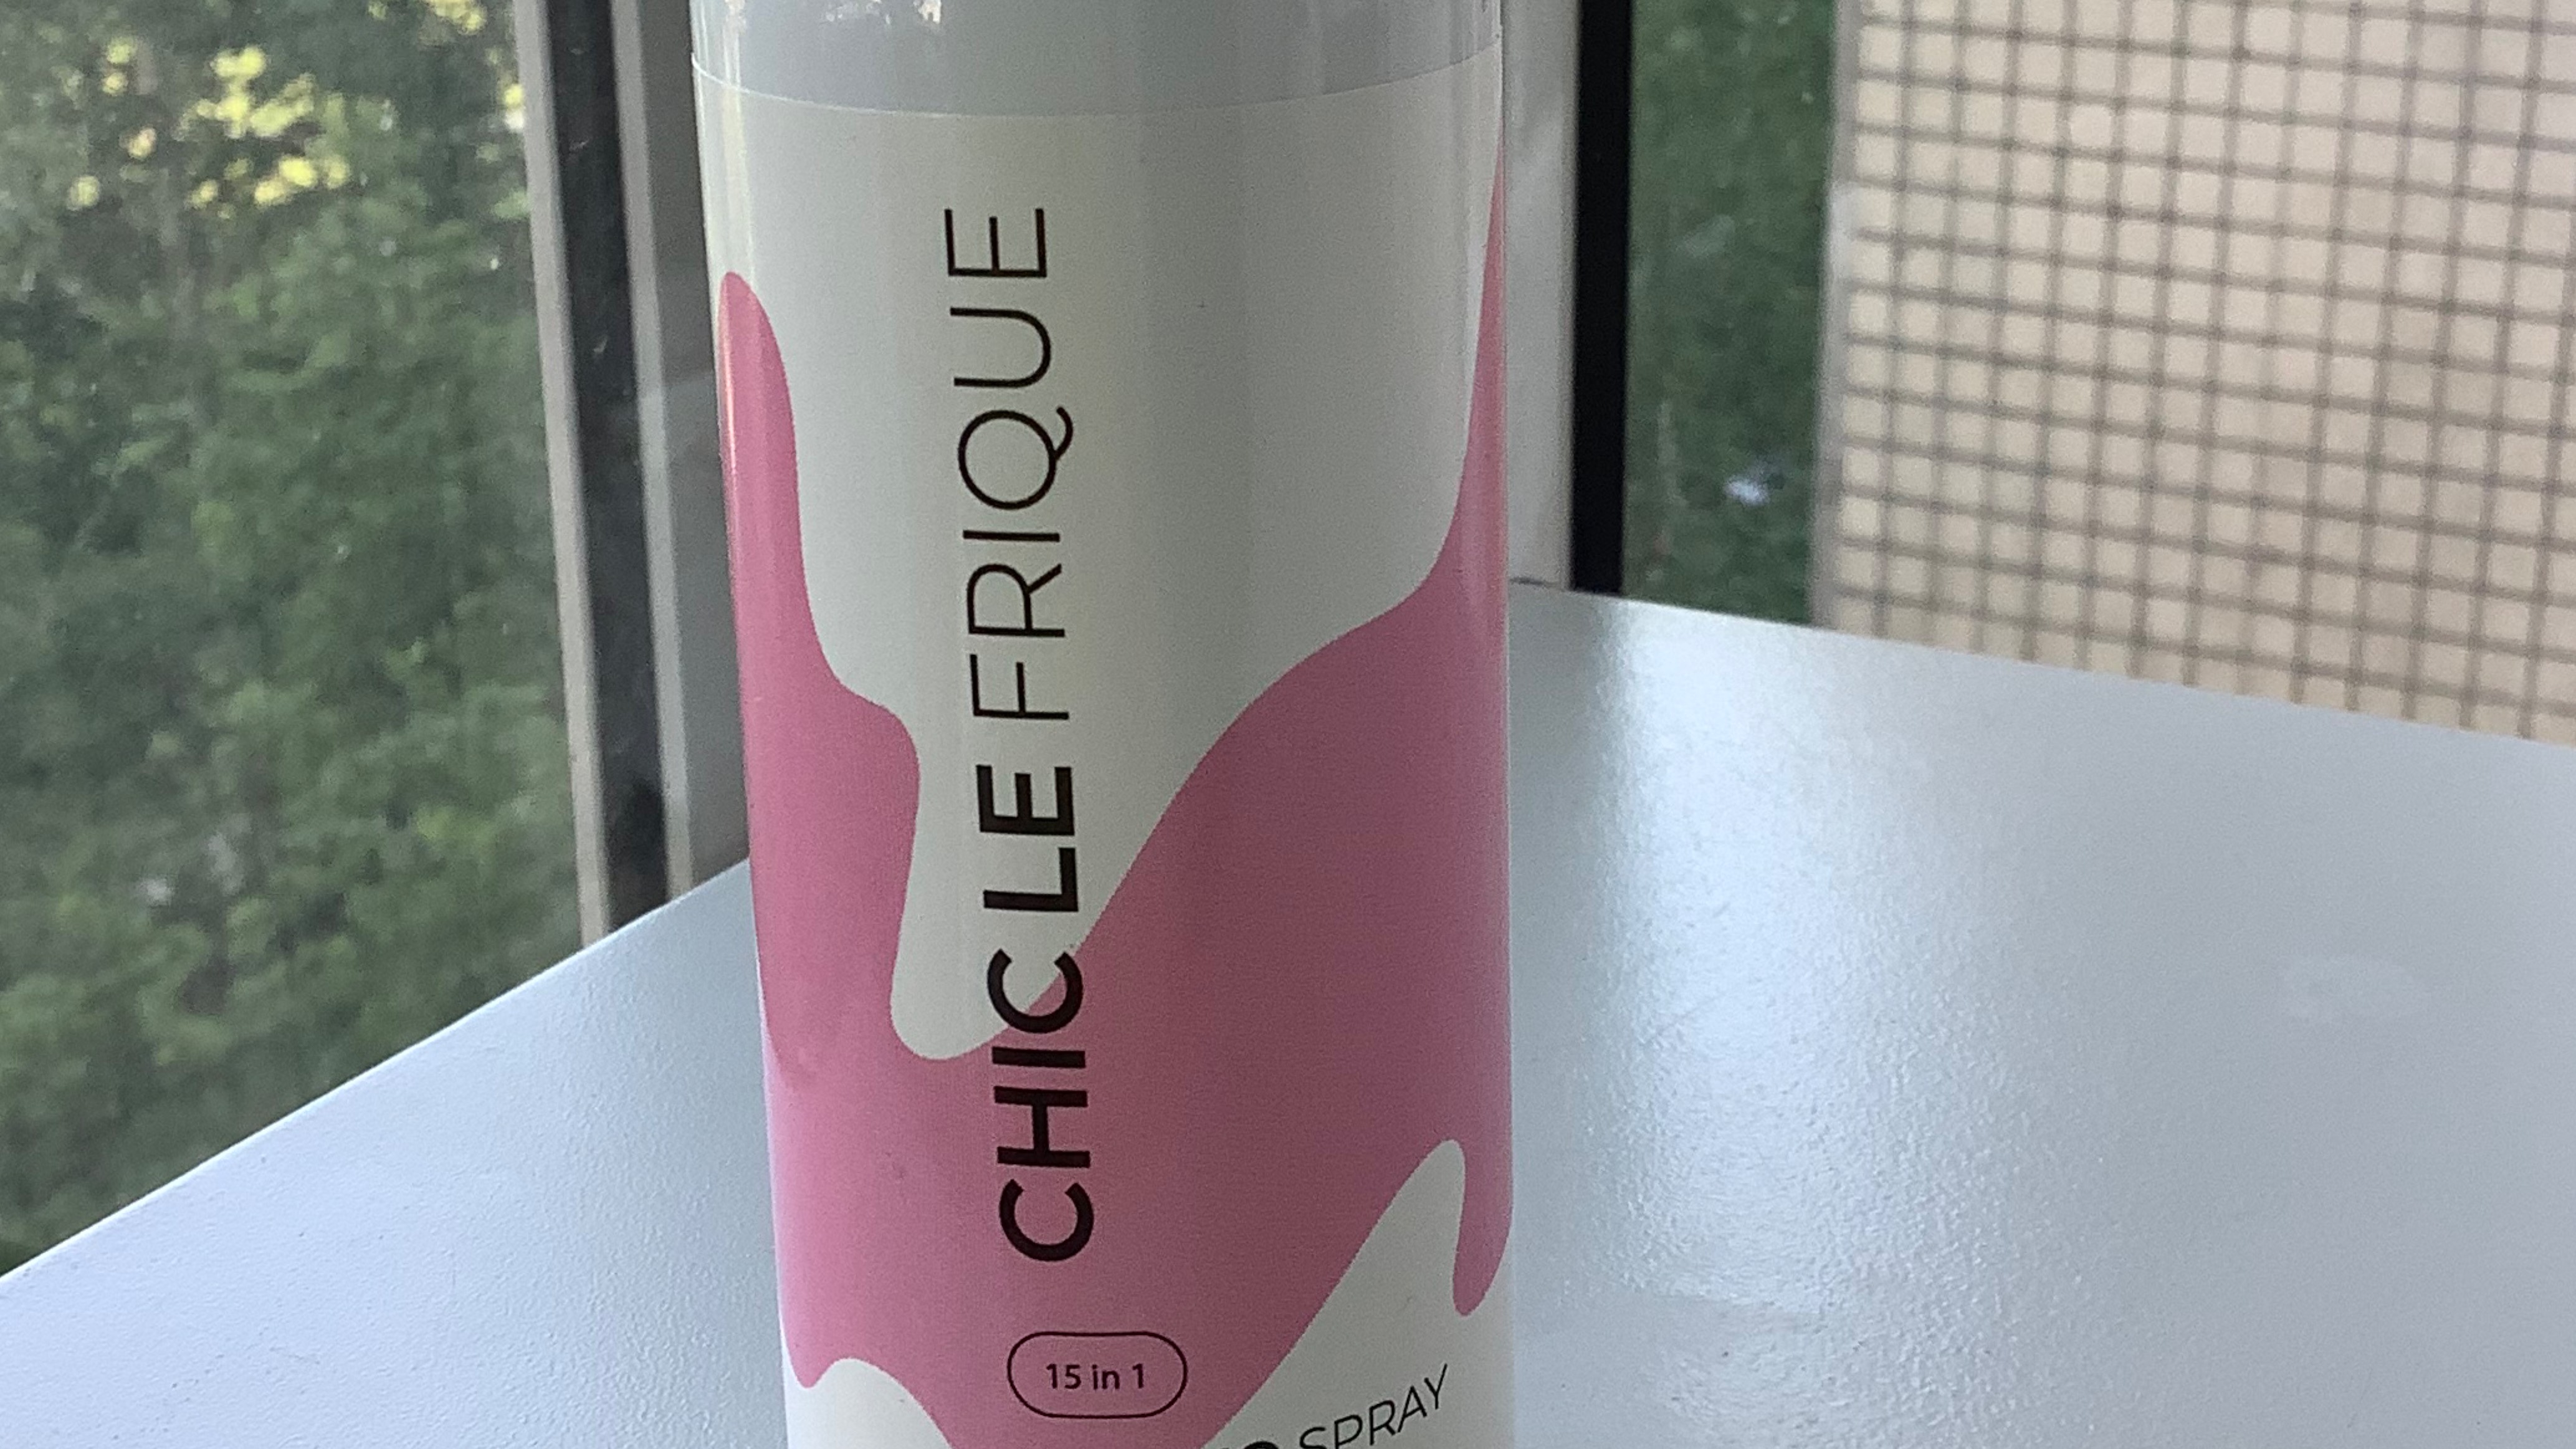 CHIC LE FRIQUE
15 in 1
SPRAY